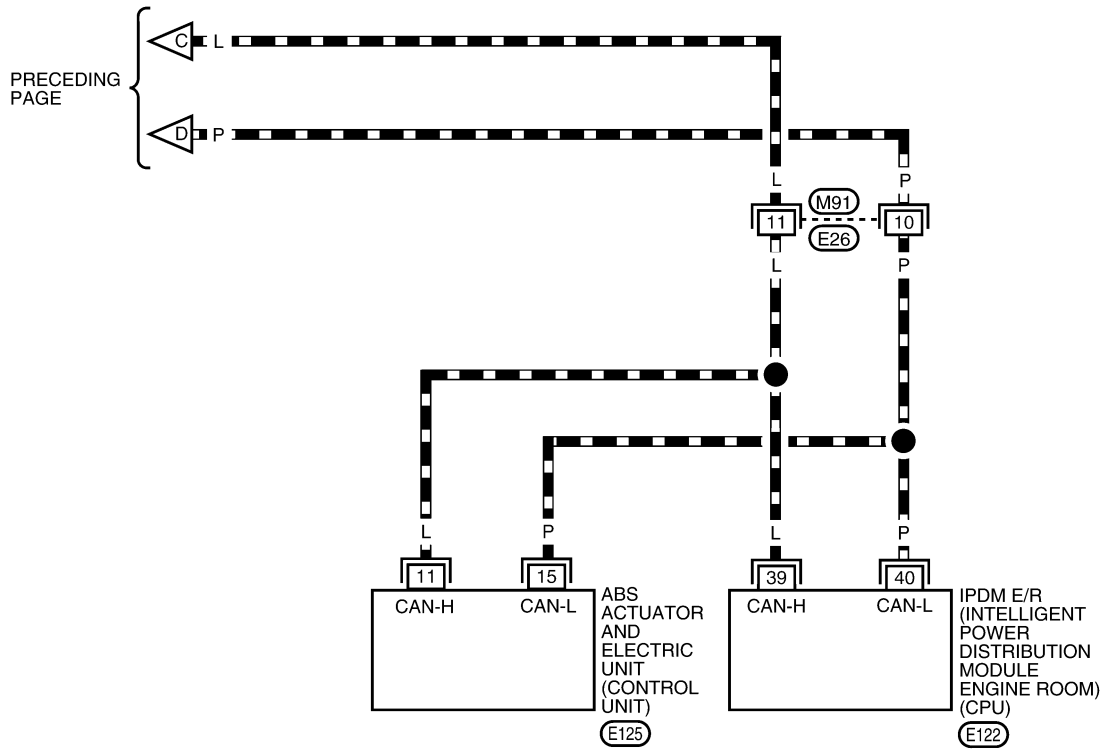 C L
PRECEDING
PAGE
D P
L P
M91
11 10
E26
L P
L P L P
11 15 39 40
CAN-H CAN-L
ABS
ACTUATOR
AND
ELECTRIC
UNIT
(CONTROL
UNIT)
E125
CAN-H CAN-L
IPDM E/R
(INTELLIGENT
POWER
DISTRIBUTION
MODULE
ENGINE ROOM)
(CPU)
E122